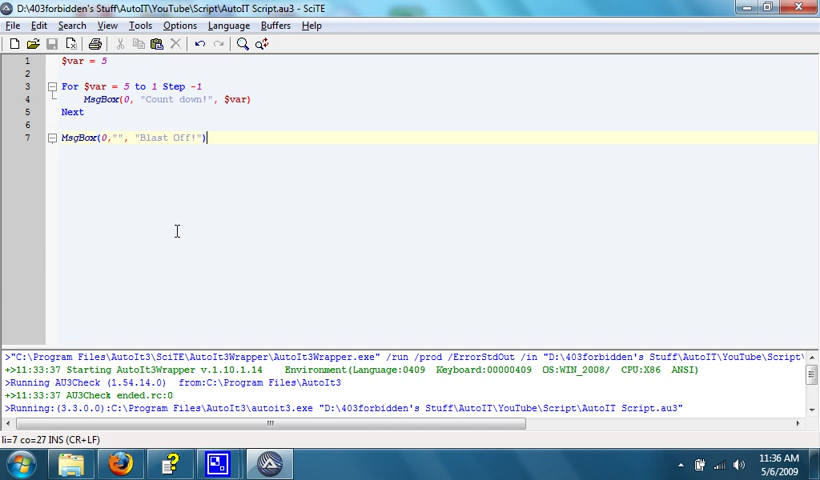 D:\403forbidden's Stuff\AutoIT\YouTube\Script\AutoIT Script.au3 - SciTE
File Edit Search View Tools Options Language Buffers Help
1 $var = 5
2
3 For $var = 5 to 1 Step -1
4 MsgBox(0, "Count down!", $var)
5 Next
6
7 MsgBox(0,"", "Blast Off!")
>"C:\Program Files\AutoIt3\SciTE\AutoIt3Wrapper\AutoIt3Wrapper.exe" /run /prod /ErrorStdOut /in "D:\403forbidden's Stuff\AutoIT\YouTube\Script\
+>11:33:37 Starting AutoIt3Wrapper v.1.10.1.14 Environment(Language:0409 Keyboard:00000409 OS:WIN_2008/ CPU:X86 ANSI)
>Running AU3Check (1.54.14.0) from:C:\Program Files\AutoIt3
+>11:33:37 AU3Check ended.rc:0
>Running:(3.3.0.0):C:\Program Files\AutoIt3\autoit3.exe "D:\403forbidden's Stuff\AutoIT\YouTube\Script\AutoIT Script.au3"
li=7 co=27 INS (CR+LF)
11:36 AM
5/6/2009